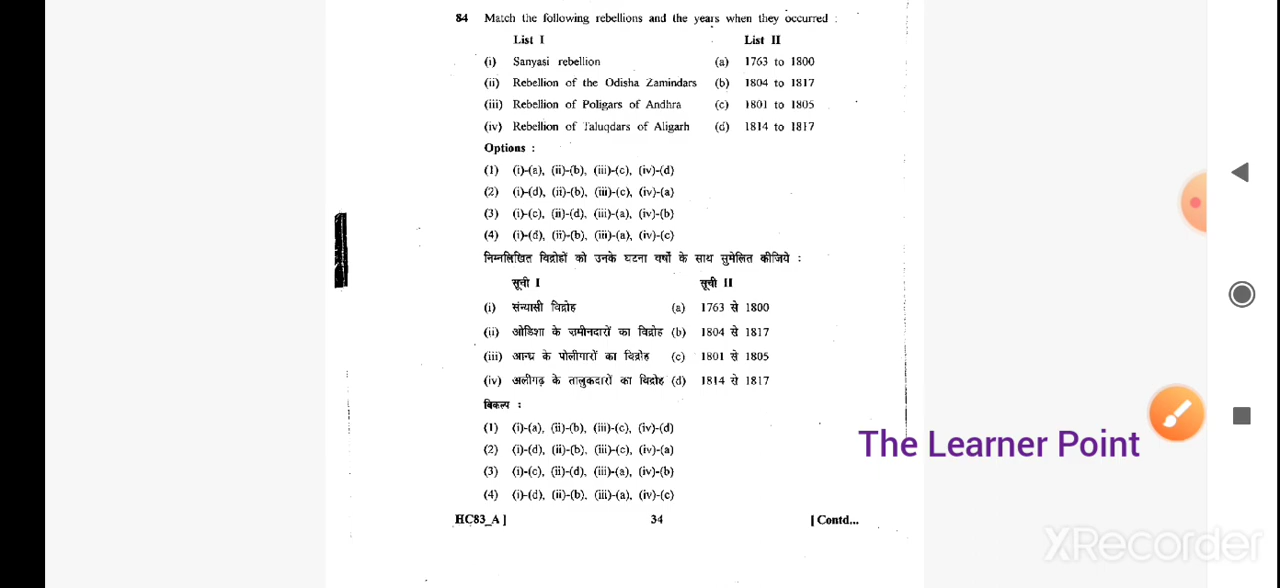 84 Match the following rebellions and the years when they occurred :
List I List II
(i) Sanyasi rebellion (a) 1763 to 1800
(ii) Rebellion of the Odisha Zamindars (b) 1804 to 1817
(iii) Rebellion of Poligars of Andhra (c) 1801 to 1805
(iv) Rebellion of Taluqdars of Aligarh (d) 1814 to 1817
Options :
(1) (i)-(a), (ii)-(b), (iii)-(c), (iv)-(d)
(2) (i)-(d), (ii)-(b), (iii)-(c), (iv)-(a)
(3) (i)-(c), (ii)-(d), (iii)-(a), (iv)-(b)
(4) (i)-(d), (ii)-(b), (iii)-(a), (iv)-(c)
निम्नलिखित विद्रोहों को उनके घटना वर्षों के साथ सुमेलित कीजिये :
सूची I सूची II
(i) संन्यासी विद्रोह (a) 1763 से 1800
(ii) ओडिशा के ज़मीनदारों का विद्रोह (b) 1804 से 1817
(iii) आन्ध्र के पोलीगारों का विद्रोह (c) 1801 से 1805
(iv) अलीगढ़ के तालुकदारों का विद्रोह (d) 1814 से 1817
विकल्प :
(1) (i)-(a), (ii)-(b), (iii)-(c), (iv)-(d)
(2) (i)-(d), (ii)-(b), (iii)-(c), (iv)-(a)
(3) (i)-(c), (ii)-(d), (iii)-(a), (iv)-(b)
(4) (i)-(d), (ii)-(b), (iii)-(a), (iv)-(c)
The Learner Point
HC83_A ] 34 [ Contd...
XRecorder